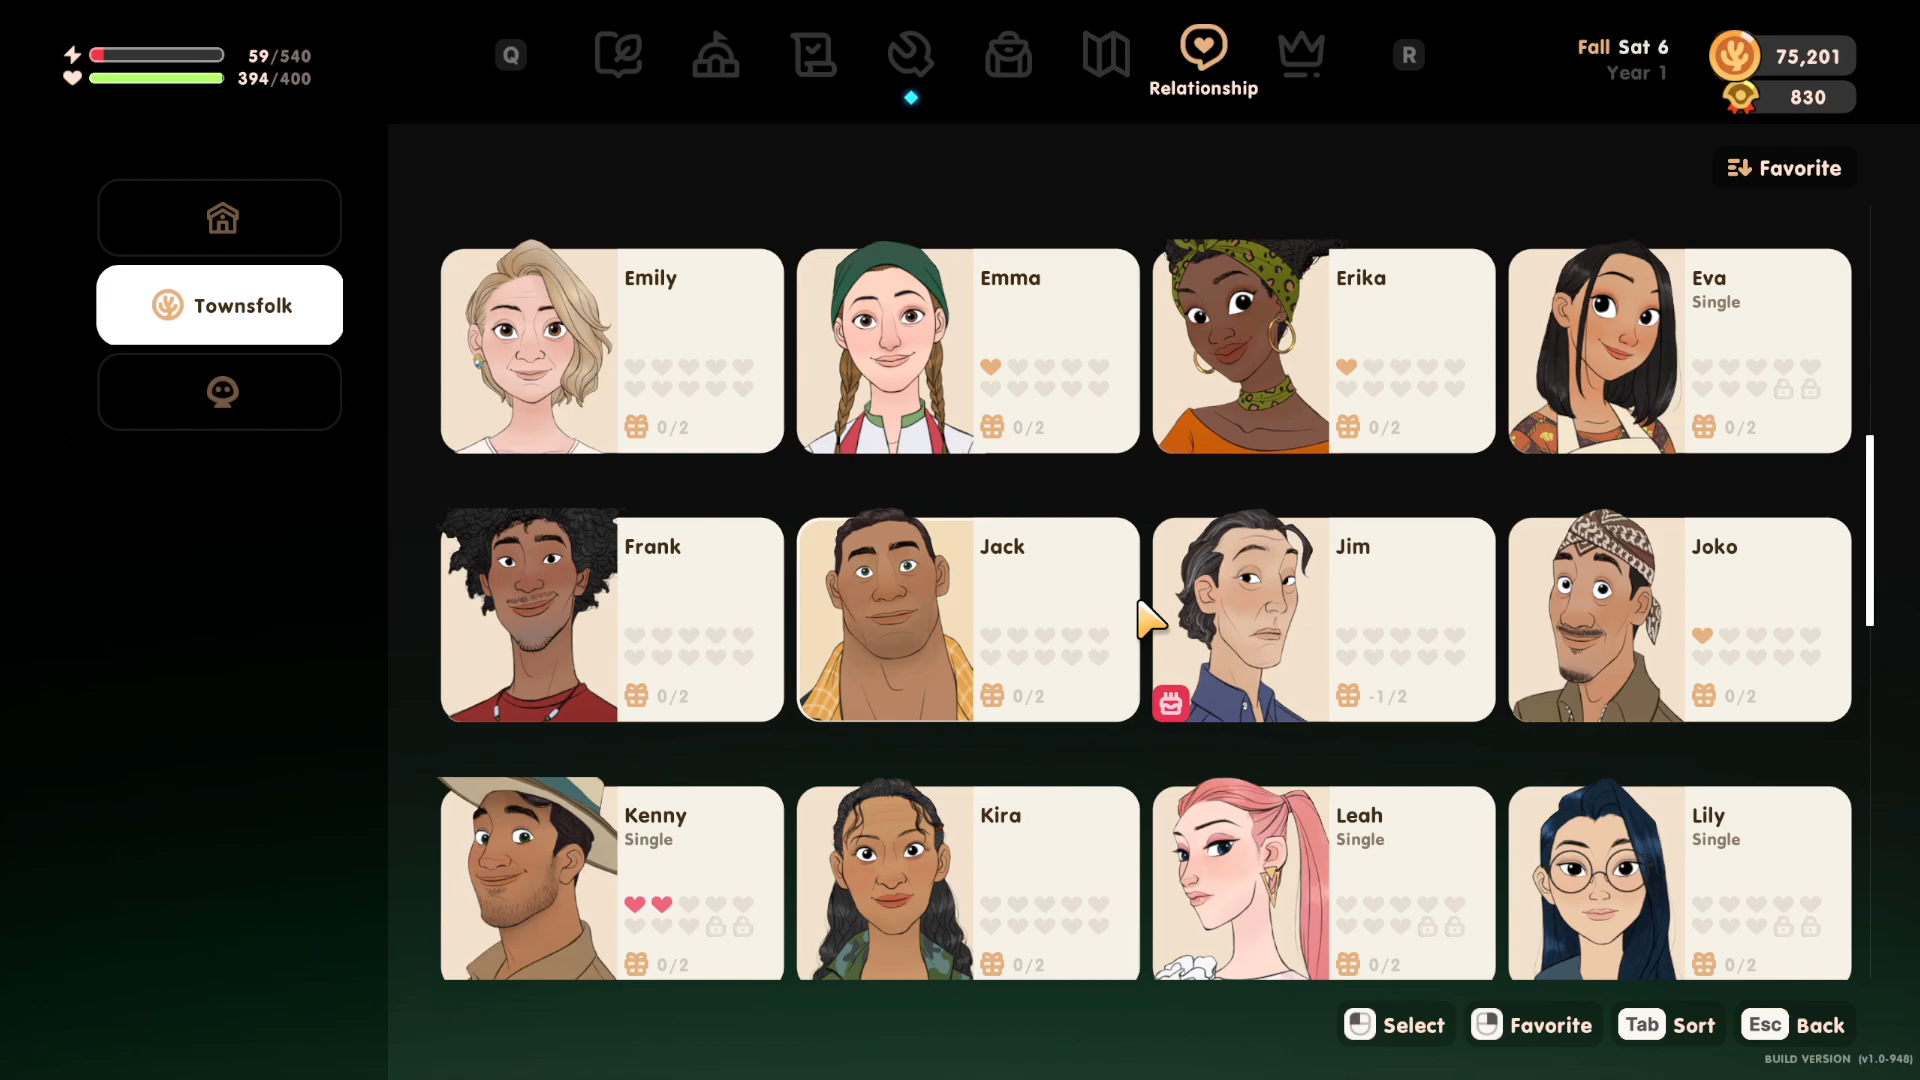 59/540
394/400
Q
Relationship
R
Fall Sat 6
Year 1
75,201
830
Favorite
Townsfolk
Emily
0/2
Emma
0/2
Erika
0/2
Eva
Single
0/2
Frank
0/2
Jack
0/2
Jim
-1/2
Joko
0/2
Kenny
Single
0/2
Kira
0/2
Leah
Single
0/2
Lily
Single
0/2
Select
Favorite
Tab Sort
Esc Back
BUILD VERSION (v1.0-948)